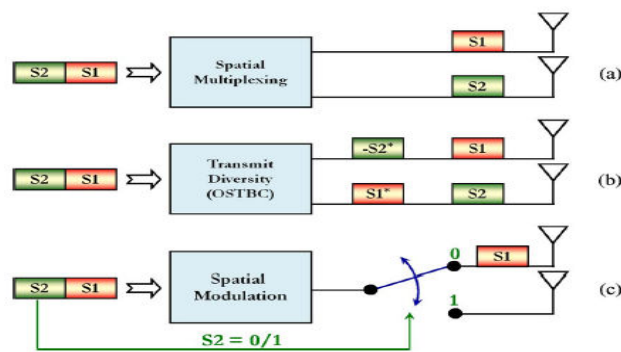 S1
S2 S1
Spatial
Multiplexing
S2
(a)
-S2* S1
S2 S1
Transmit
Diversity
(OSTBC)
S1* S2
(b)
0 S1
S2 S1
Spatial
Modulation
1
(c)
S2 = 0/1